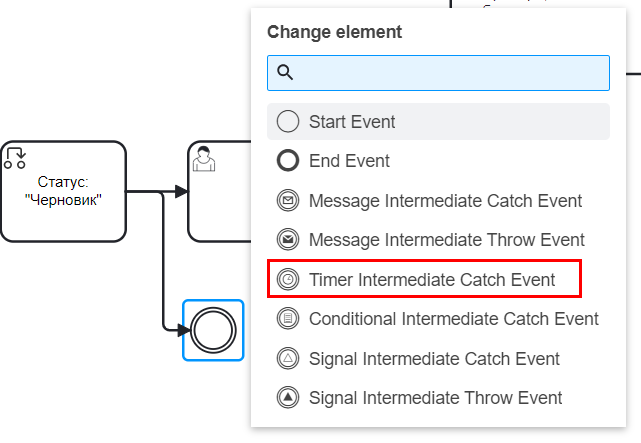 Change element
Start Event
End Event
Статус:
"Черновик"
Message Intermediate Catch Event
Message Intermediate Throw Event
Timer Intermediate Catch Event
Conditional Intermediate Catch Event
Signal Intermediate Catch Event
Signal Intermediate Throw Event